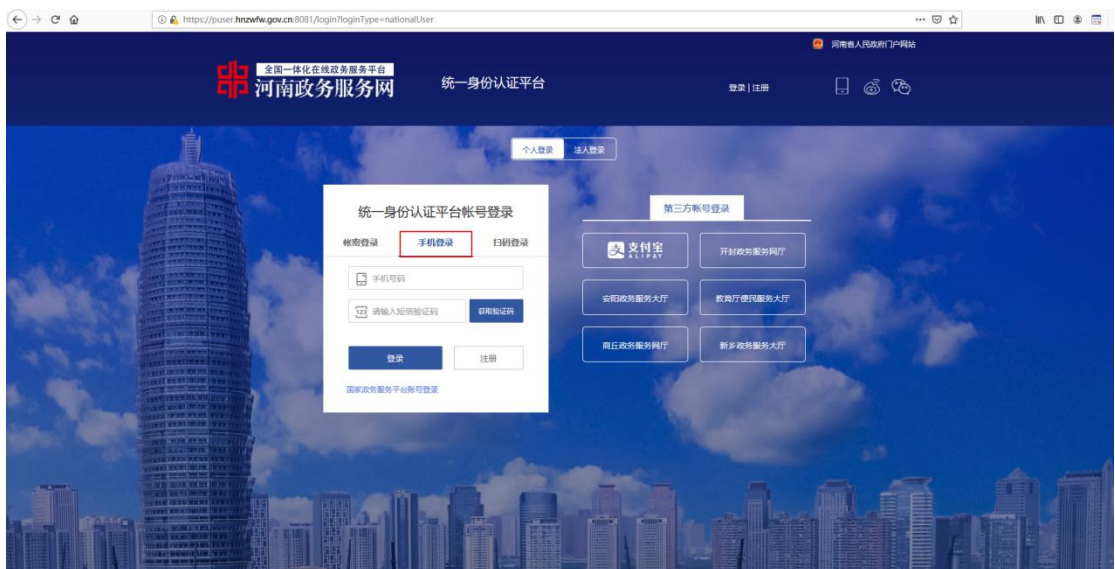 https://puser.hnzwfw.gov.cn:8081/login?loginType=nationalUser
河南省人民政府门户网站
全国一体化在线政务服务平台
河南政务服务网
统一身份认证平台
登录 | 注册
个人登录 法人登录
统一身份认证平台帐号登录
帐密登录 手机登录 扫码登录
手机号码
123 请输入短信验证码 获取验证码
登录 注册
国家政务服务平台账号登录
第三方帐号登录
支 支付宝 ALIPAY 开封政务服务网厅
安阳政务服务大厅 教育厅便民服务大厅
商丘政务服务网厅 新乡政务服务大厅